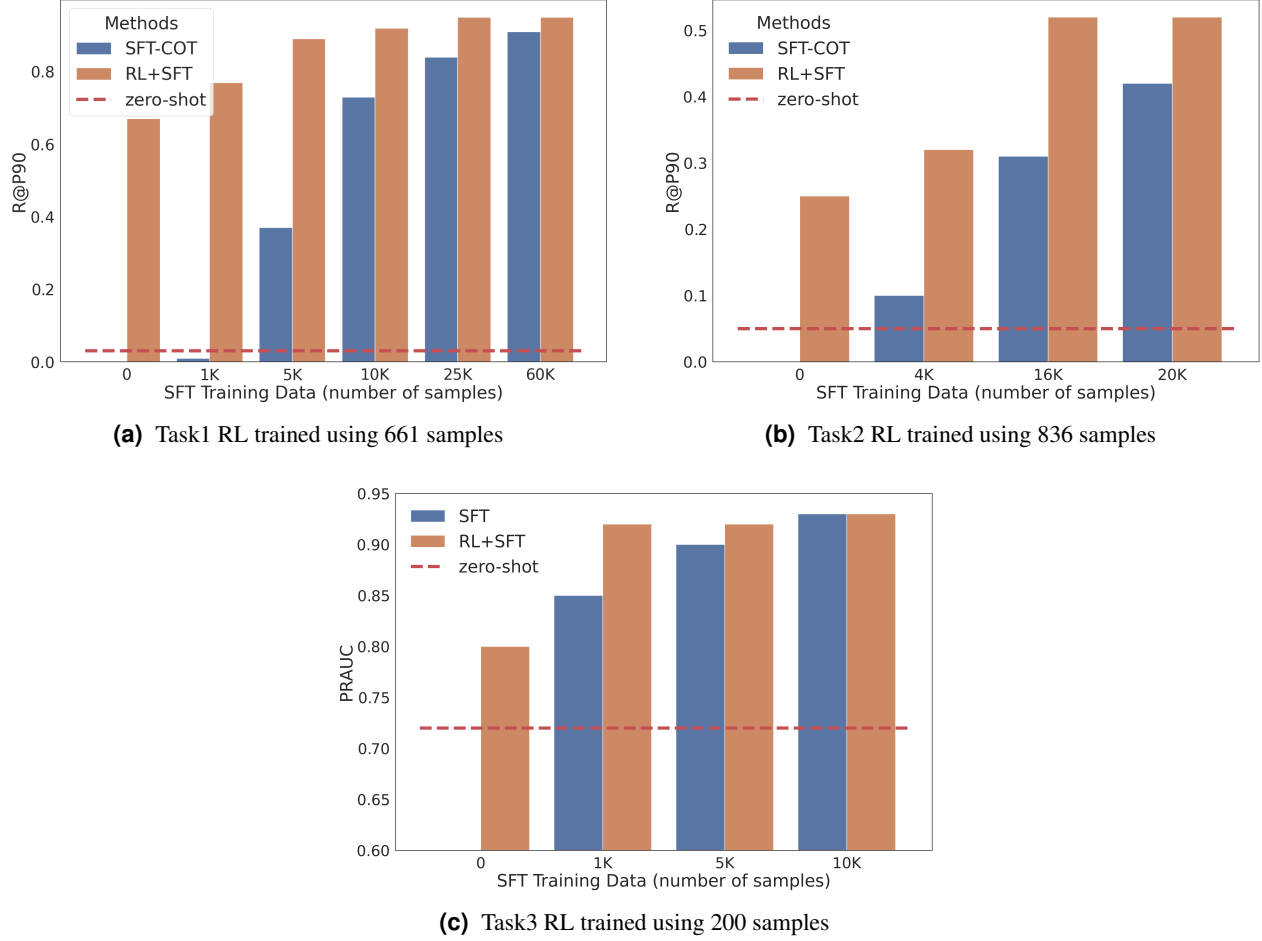 Methods
SFT-COT
RL+SFT
zero-shot
R@P90
0.8
0.6
0.4
0.2
0.0
0 1K 5K 10K 25K 60K
SFT Training Data (number of samples)
(a) Task1 RL trained using 661 samples
Methods
SFT-COT
RL+SFT
zero-shot
R@P90
0.5
0.4
0.3
0.2
0.1
0.0
0 4K 16K 20K
SFT Training Data (number of samples)
(b) Task2 RL trained using 836 samples
SFT
RL+SFT
zero-shot
PRAUC
0.95
0.90
0.85
0.80
0.75
0.70
0.65
0.60
0 1K 5K 10K
SFT Training Data (number of samples)
(c) Task3 RL trained using 200 samples